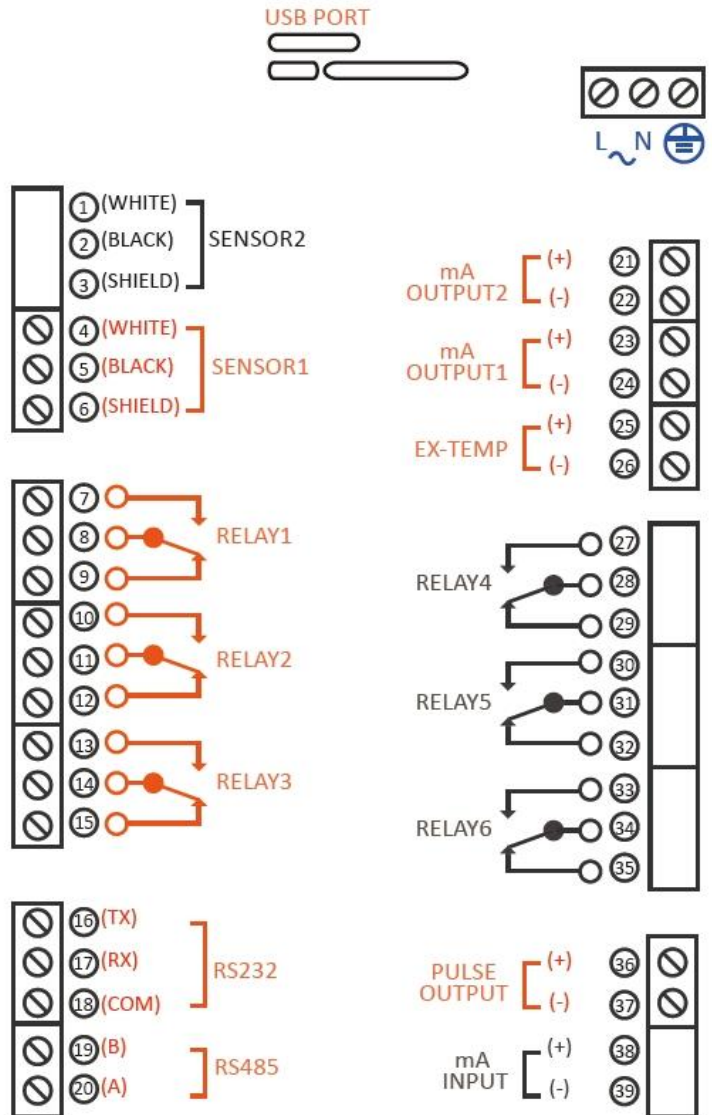 USB PORT
L N
1 (WHITE)
2 (BLACK) SENSOR2
3 (SHIELD)
4 (WHITE)
5 (BLACK) SENSOR1
6 (SHIELD)
7
8 RELAY1
9
10
11 RELAY2
12
13
14 RELAY3
15
16 (TX)
17 (RX) RS232
18 (COM)
19 (B)
RS485
20 (A)
(+) 21
mA
OUTPUT2
(-) 22
(+) 23
mA
OUTPUT1
(-) 24
(+) 25
EX-TEMP
(-) 26
27
RELAY4 28
29
30
RELAY5 31
32
33
RELAY6 34
35
(+) 36
PULSE
OUTPUT
(-) 37
(+) 38
mA
INPUT
(-) 39